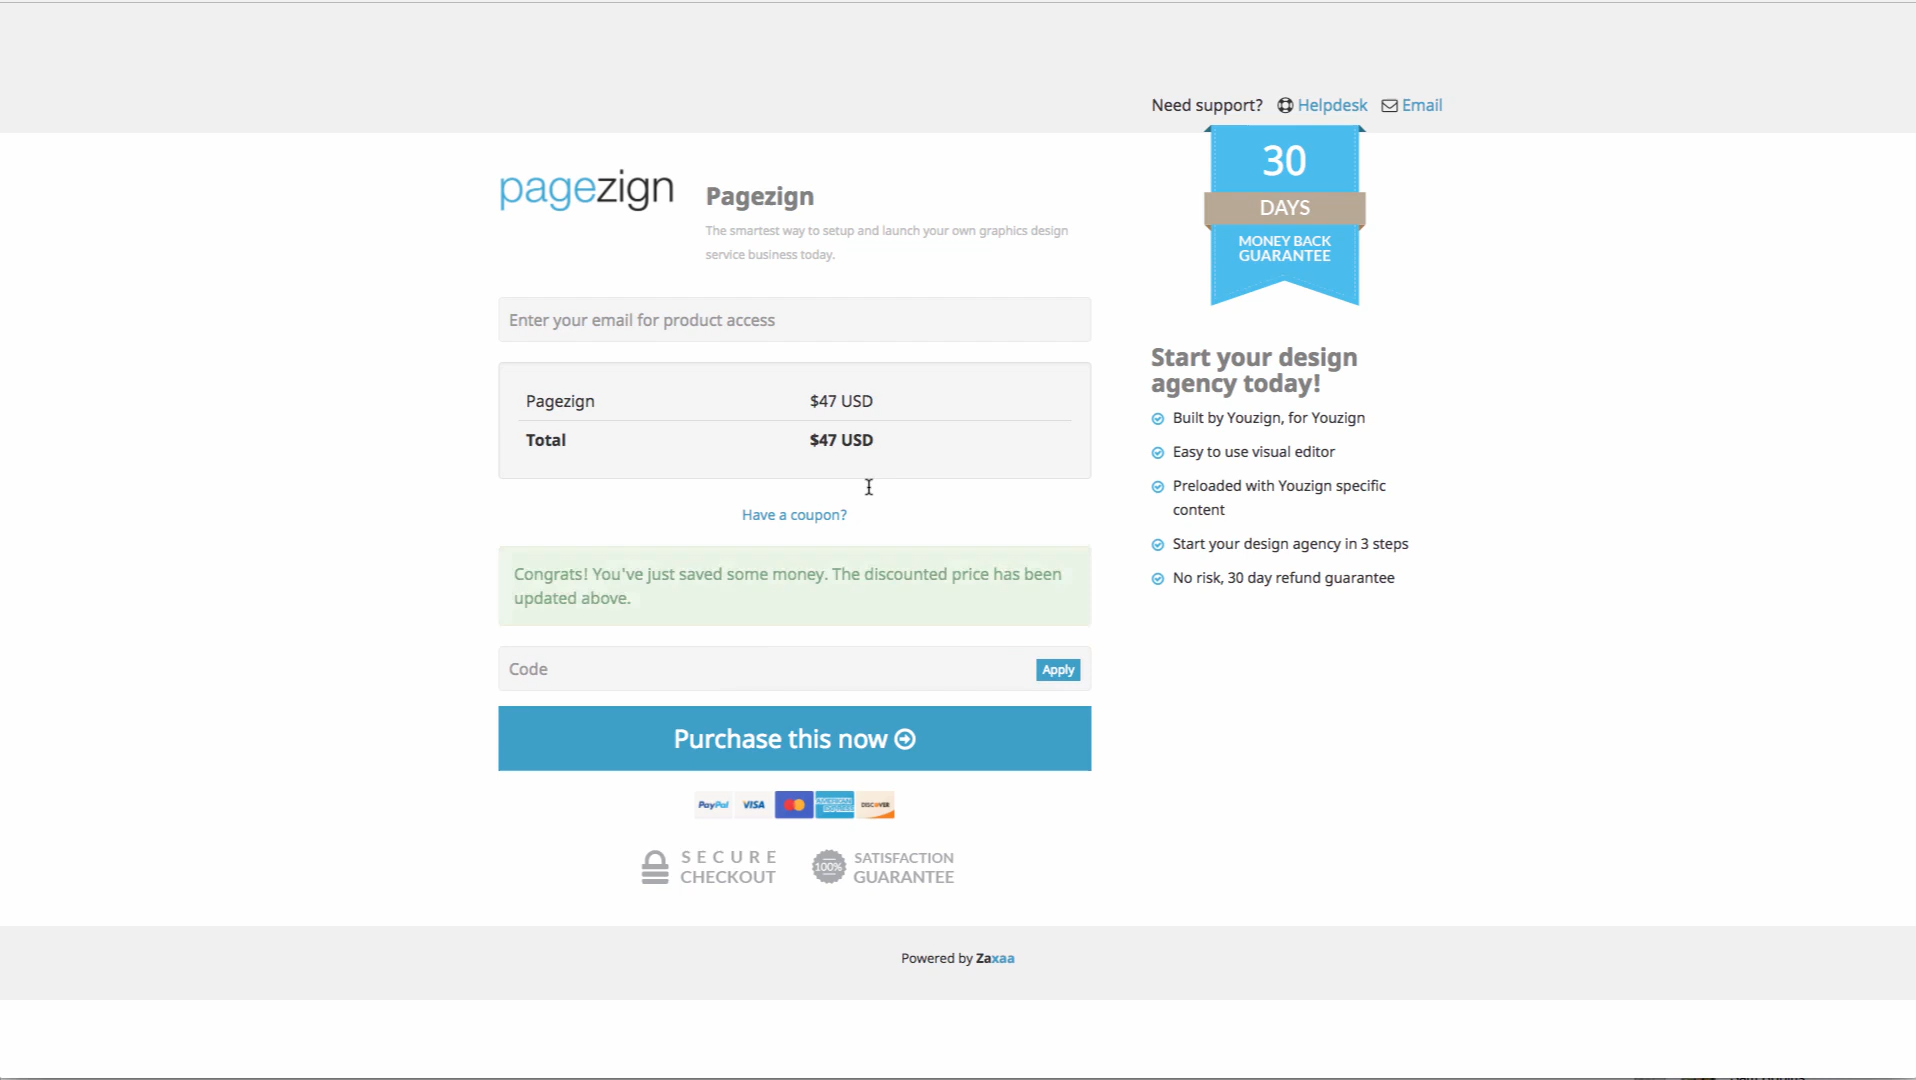 Need support? Helpdesk Email
30
DAYS
MONEY BACK
GUARANTEE
pagezign
Pagezign
The smartest way to setup and launch your own graphics design
service business today.
Enter your email for product access
Pagezign $47 USD
Total $47 USD
Have a coupon?
Congrats! You've just saved some money. The discounted price has been
updated above.
Code Apply
Purchase this now
PayPal VISA AMERICAN EXPRESS DISCOVER
SECURE
CHECKOUT
100%
SATISFACTION
GUARANTEE
Start your design
agency today!
Built by Youzign, for Youzign
Easy to use visual editor
Preloaded with Youzign specific
content
Start your design agency in 3 steps
No risk, 30 day refund guarantee
Powered by Zaxaa